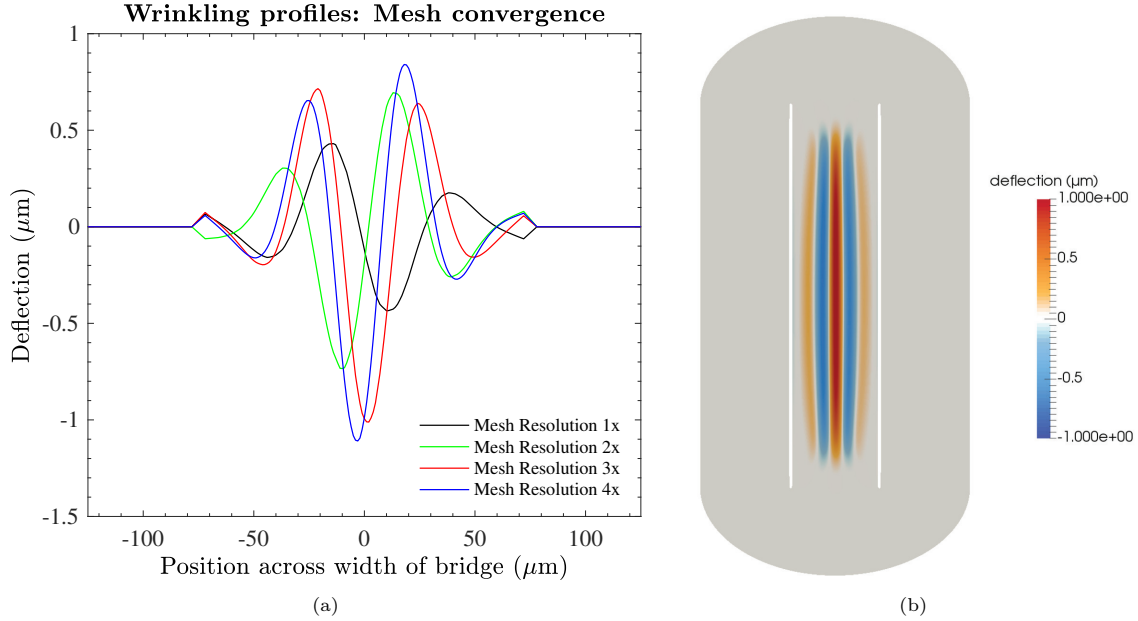 Wrinkling profiles: Mesh convergence
1
0.5
0
-0.5
-1
-1.5
Deflection (μm)
-100
-50
0
50
100
Position across width of bridge (μm)
Mesh Resolution 1x
Mesh Resolution 2x
Mesh Resolution 3x
Mesh Resolution 4x
(a)
deflection (μm)
1.000e+00
0.5
0
-0.5
-1.000e+00
(b)